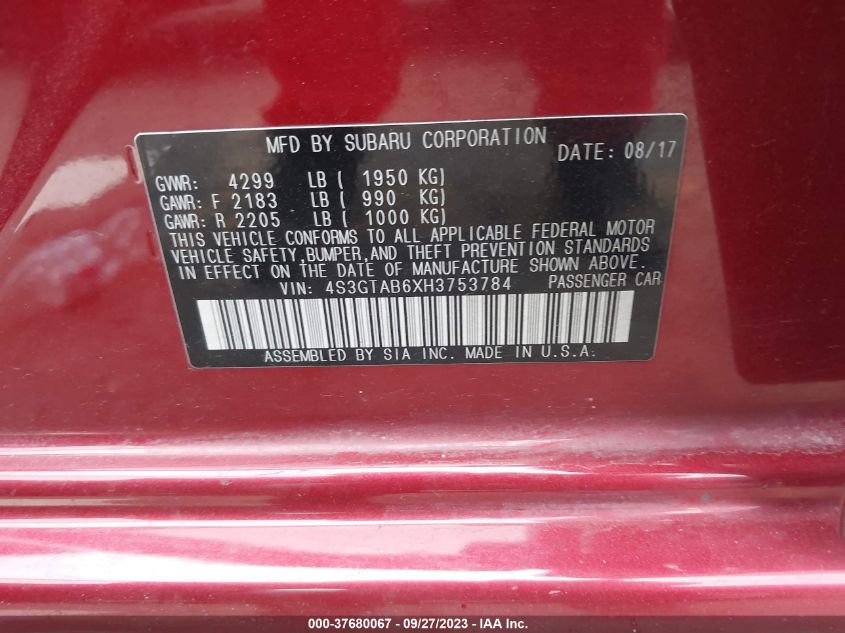 MFD BY SUBARU CORPORATION DATE: 08/17
GVWR: 4299 LB ( 1950 KG)
GAWR: F 2183 LB ( 990 KG)
GAWR: R 2205 LB ( 1000 KG)
THIS VEHICLE CONFORMS TO ALL APPLICABLE FEDERAL MOTOR
VEHICLE SAFETY,BUMPER,AND THEFT PREVENTION STANDARDS
IN EFFECT ON THE DATE OF MANUFACTURE SHOWN ABOVE.
VIN: 4S3GTAB6XH3753784 PASSENGER CAR
ASSEMBLED BY SIA INC. MADE IN U.S.A.
000-37680067 - 09/27/2023 - IAA Inc.